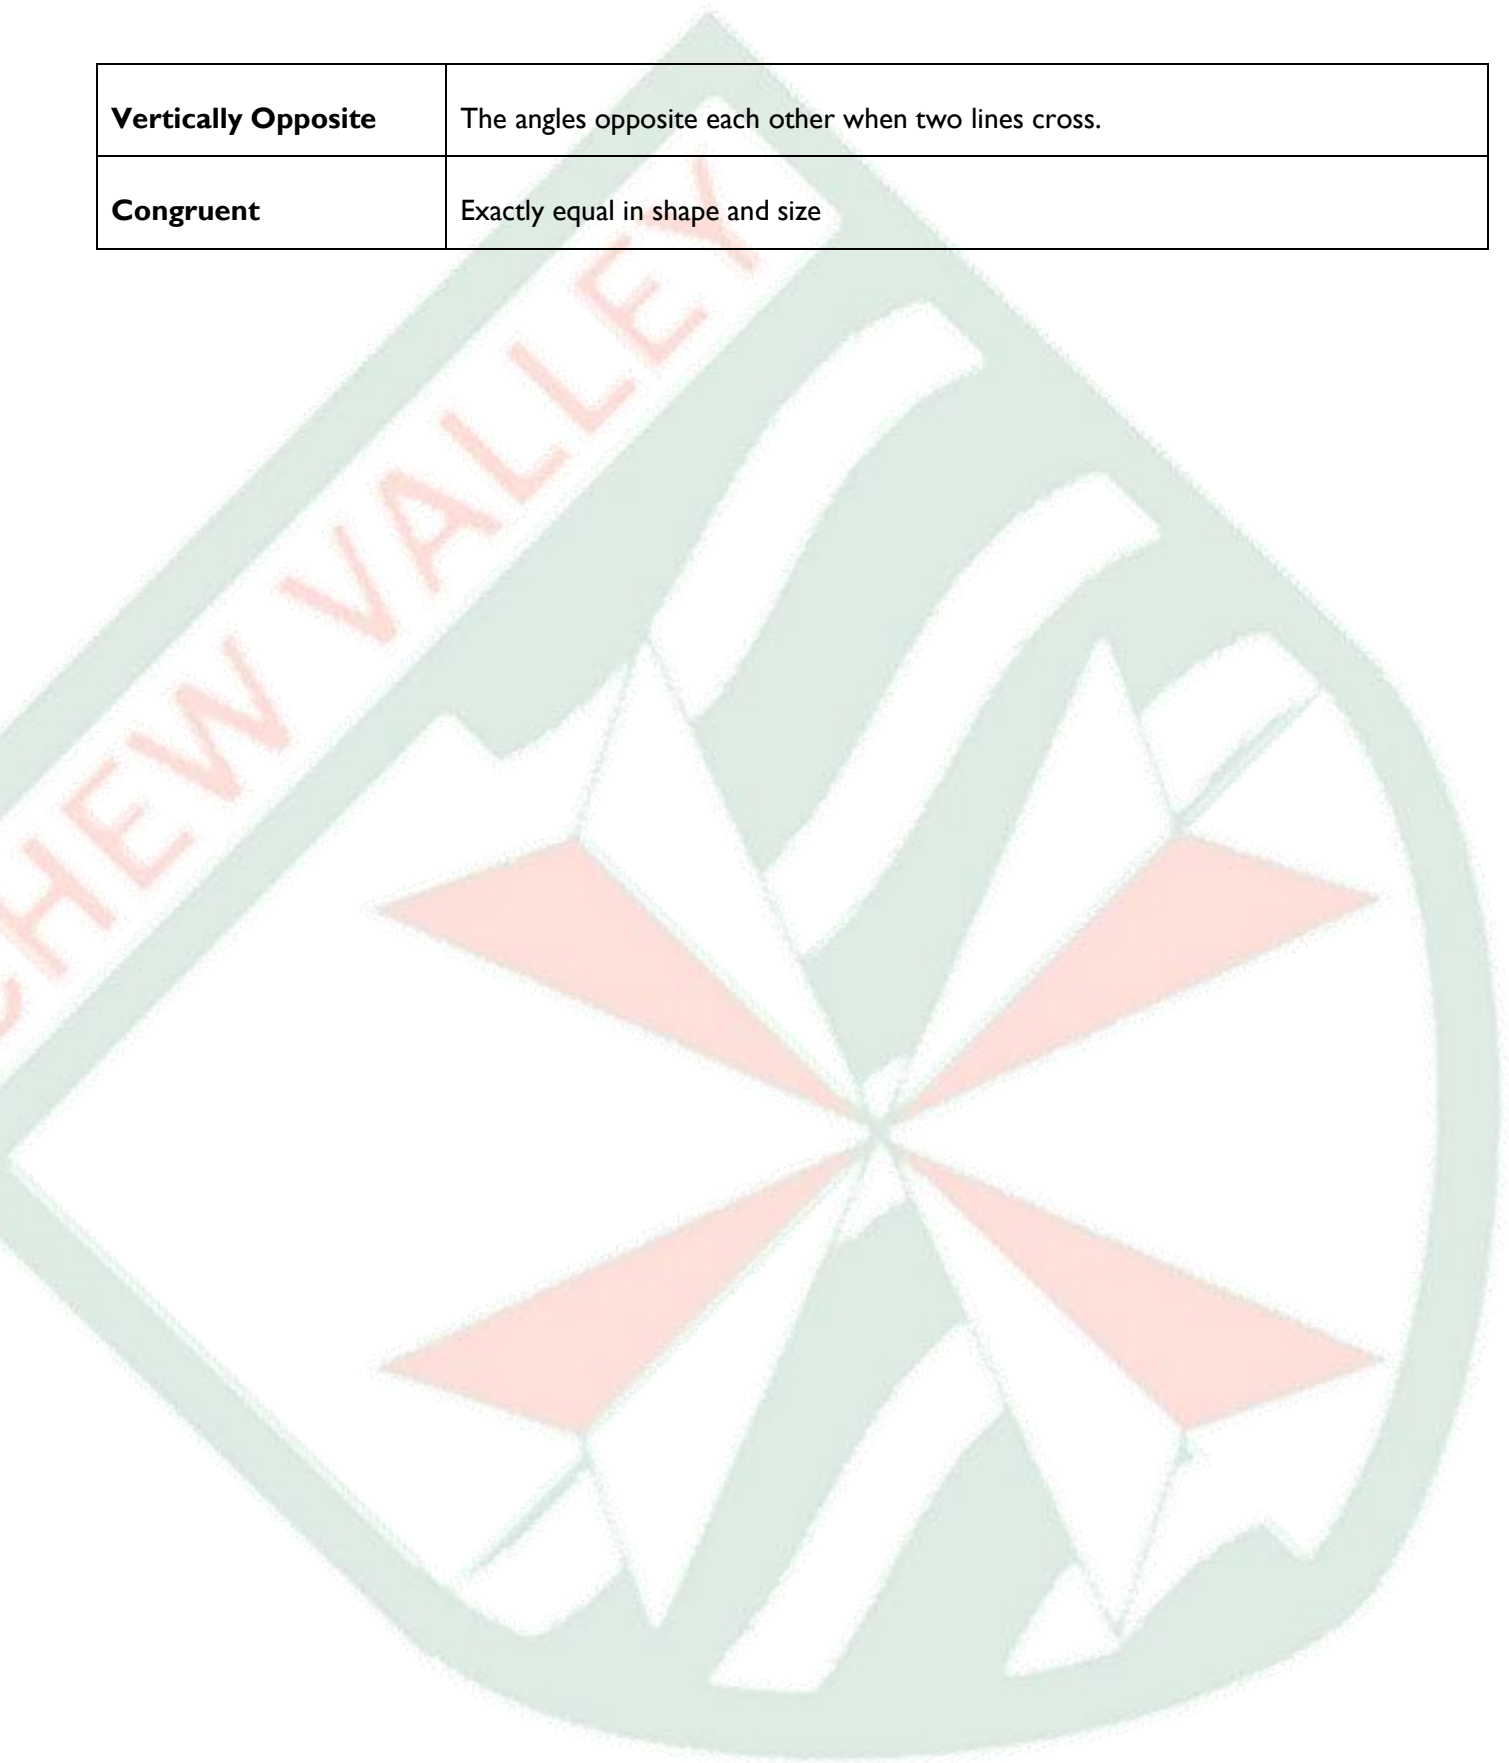 Vertically Opposite The angles opposite each other when two lines cross.
Congruent Exactly equal in shape and size
CHEW VALLEY